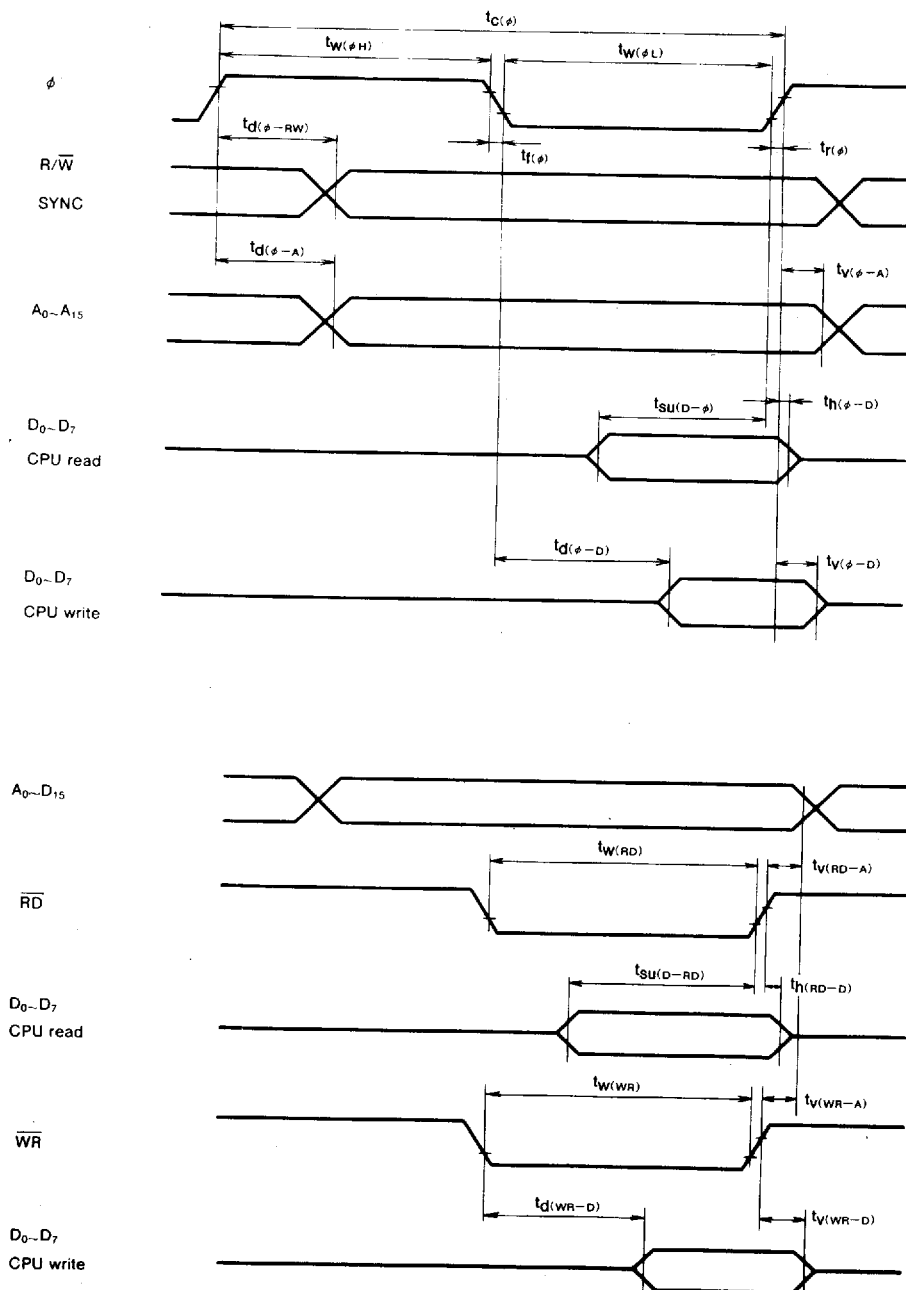 tC(φ)
tW(φH) tW(φL)
φ
td(φ−RW) tf(φ) tr(φ)
R/W̅
SYNC
td(φ−A) tV(φ−A)
A0~A15
tSU(D−φ) th(φ−D)
D0~D7
CPU read
td(φ−D) tV(φ−D)
D0~D7
CPU write
A0~D15
tW(RD) tV(RD−A)
R̅D̅
tSU(D−RD) th(RD−D)
D0~D7
CPU read
tW(WR) tV(WR−A)
W̅R̅
td(WR−D) tV(WR−D)
D0~D7
CPU write